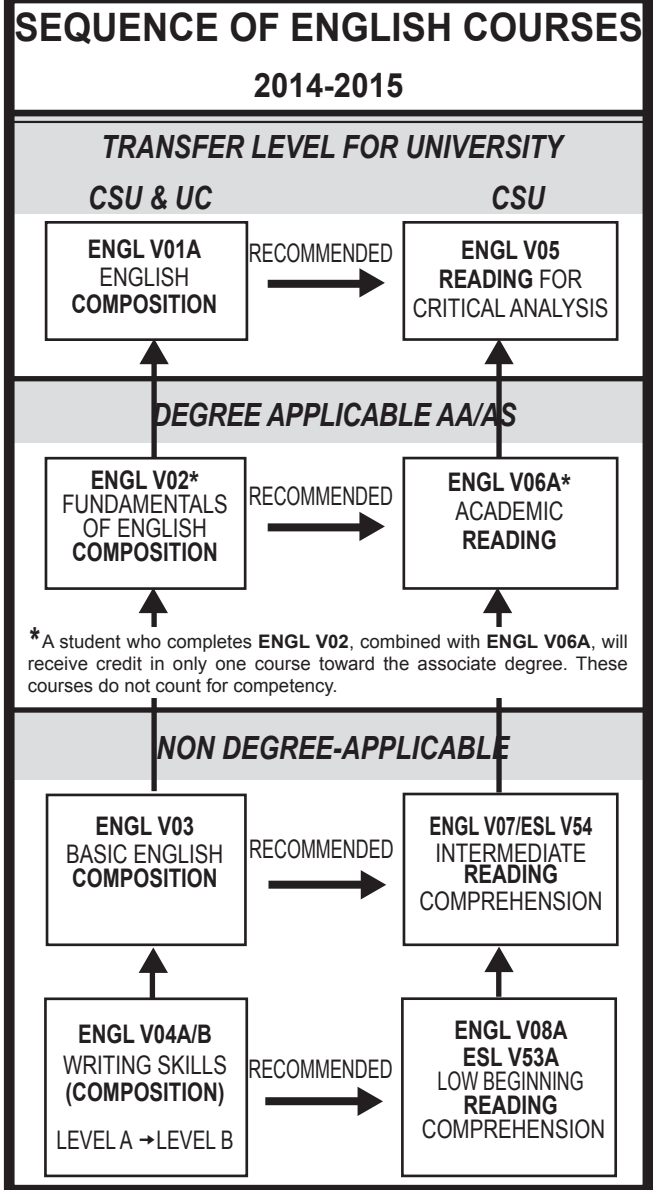 SEQUENCE OF ENGLISH COURSES
2014-2015
TRANSFER LEVEL FOR UNIVERSITY
CSU & UC
CSU
ENGL V01A
ENGLISH
COMPOSITION
RECOMMENDED
ENGL V05
READING FOR
CRITICAL ANALYSIS
DEGREE APPLICABLE AA/AS
ENGL V02*
FUNDAMENTALS
OF ENGLISH
COMPOSITION
RECOMMENDED
ENGL V06A*
ACADEMIC
READING
*A student who completes ENGL V02, combined with ENGL V06A, will
receive credit in only one course toward the associate degree. These
courses do not count for competency.
NON DEGREE-APPLICABLE
ENGL V03
BASIC ENGLISH
COMPOSITION
RECOMMENDED
ENGL V07/ESL V54
INTERMEDIATE
READING
COMPREHENSION
ENGL V04A/B
WRITING SKILLS
(COMPOSITION)
LEVEL A →LEVEL B
RECOMMENDED
ENGL V08A
ESL V53A
LOW BEGINNING
READING
COMPREHENSION